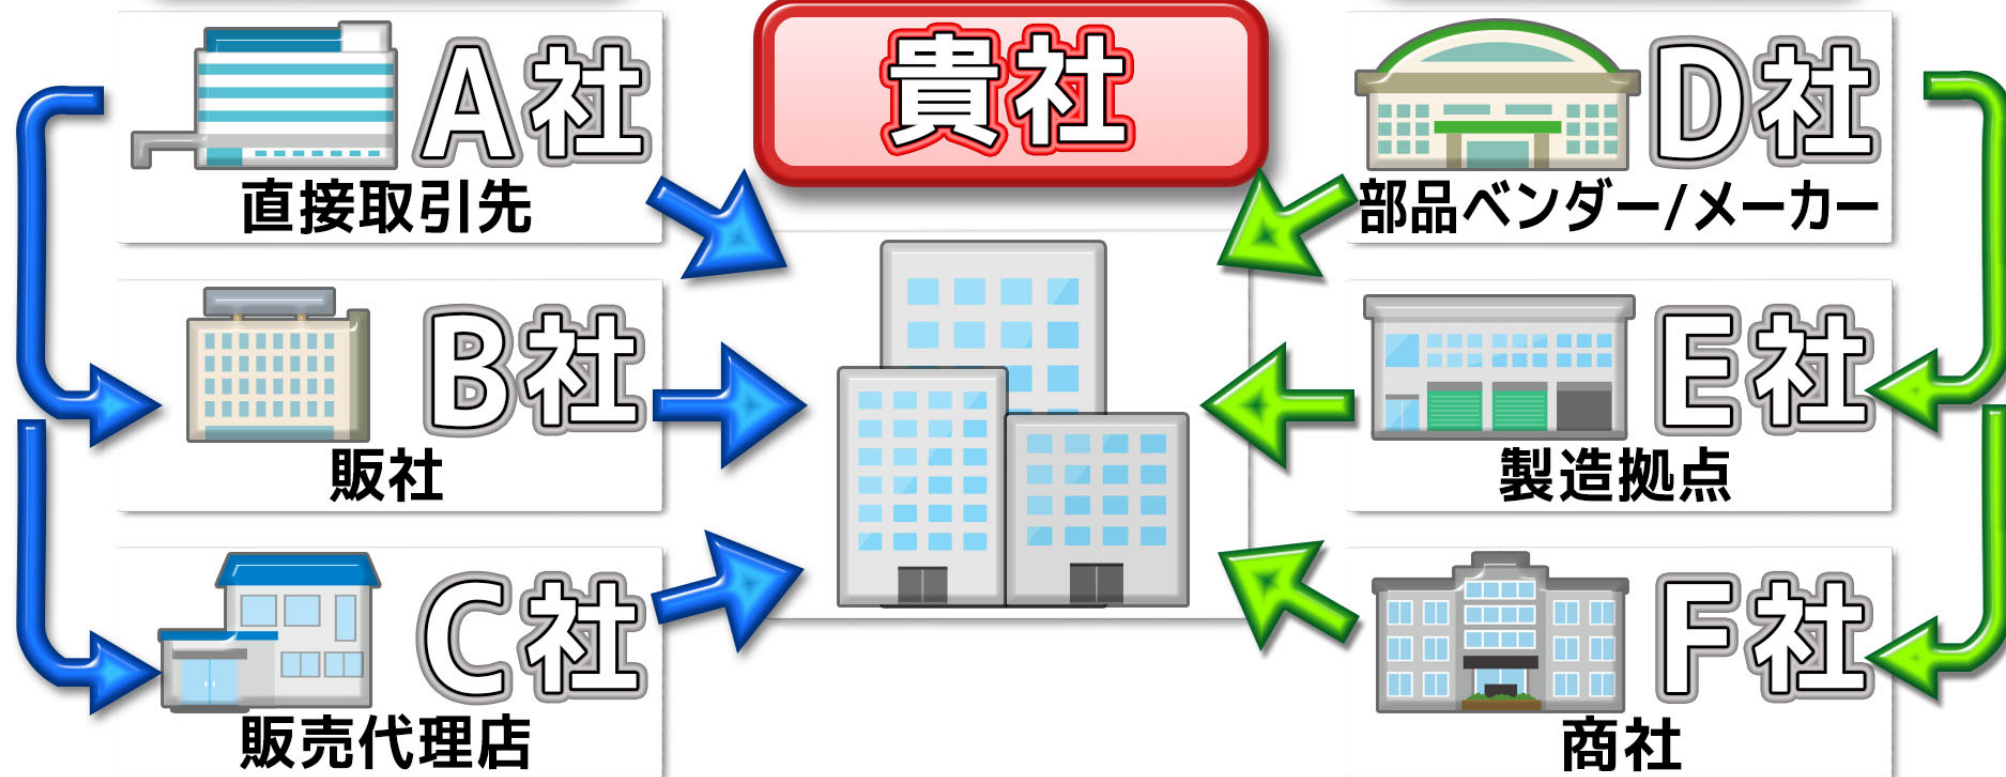 A社
直接取引先
B社
販社
C社
販売代理店
貴社
D社
部品ベンダー/メーカー
E社
製造拠点
F社
商社